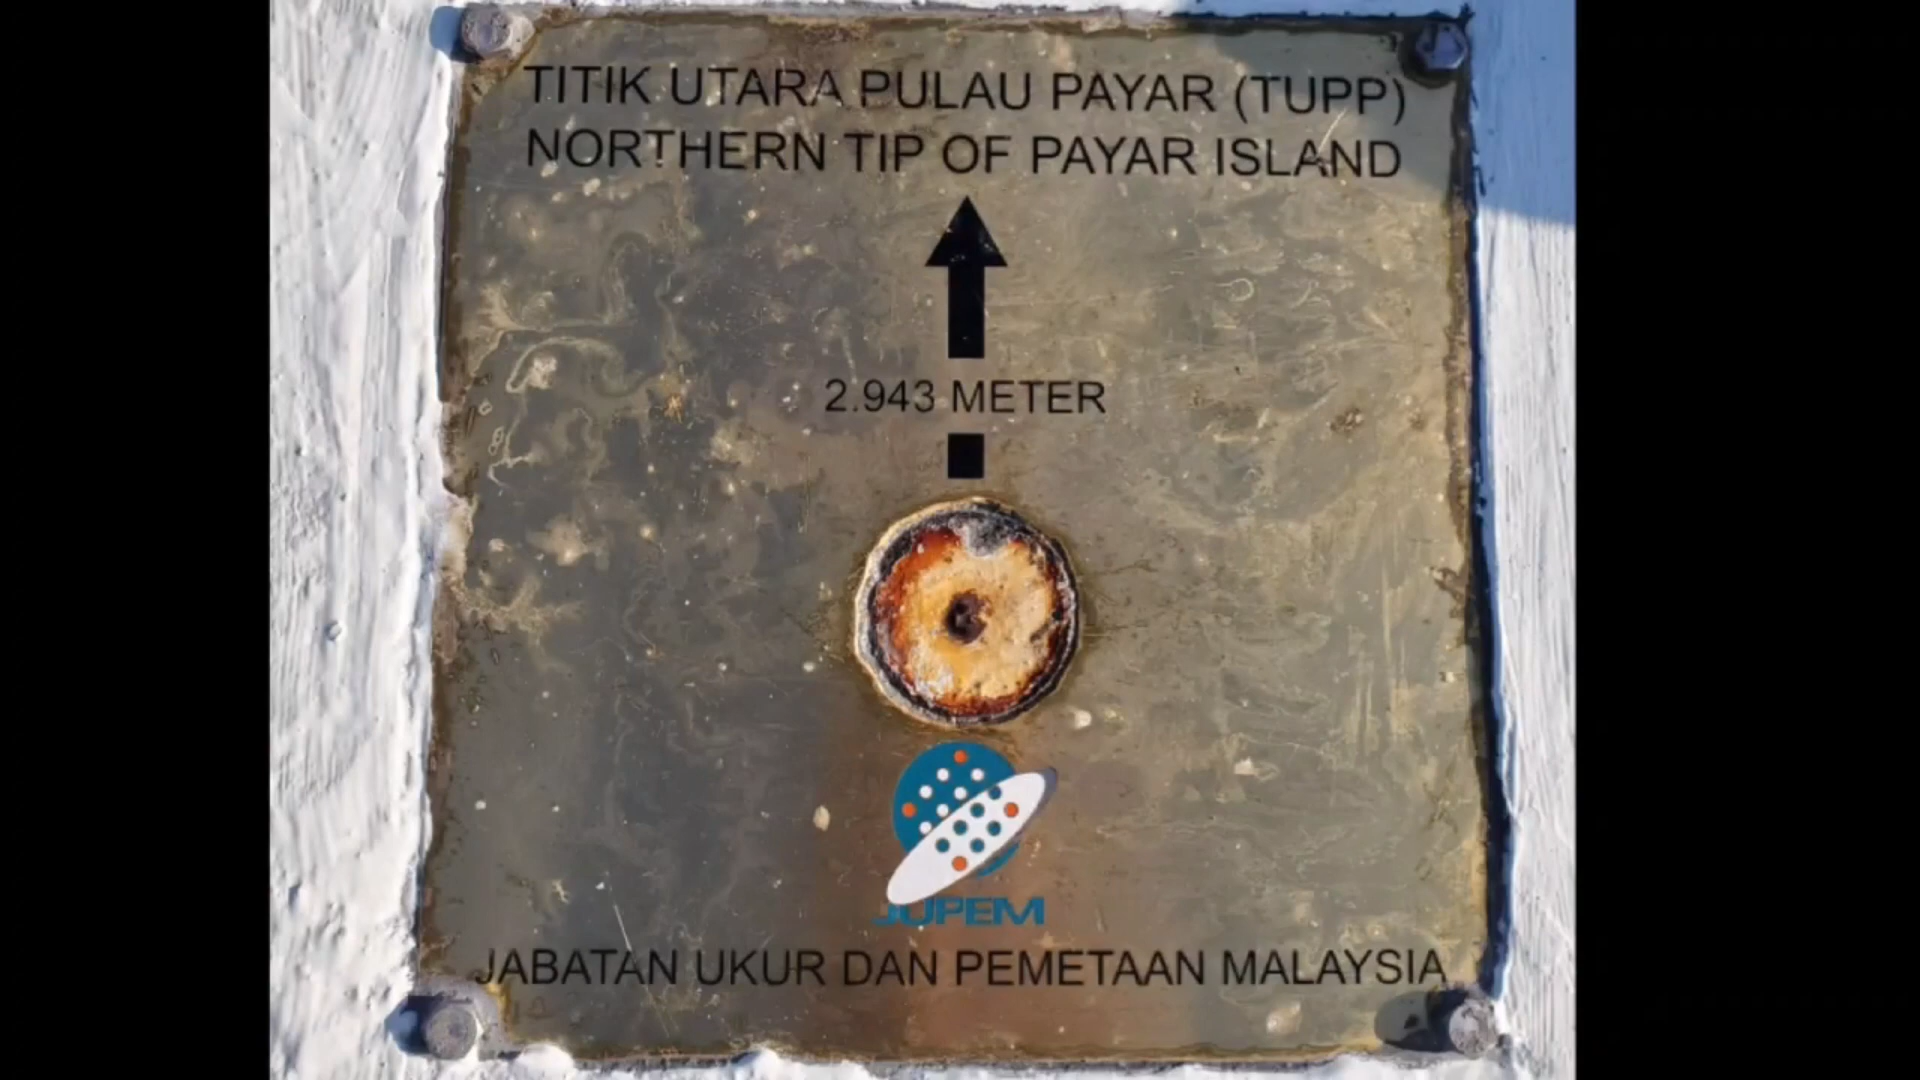 TITIK UTARA PULAU PAYAR (TUPP)
NORTHERN TIP OF PAYAR ISLAND
2.943 METER
JUPEM
JABATAN UKUR DAN PEMETAAN MALAYSIA